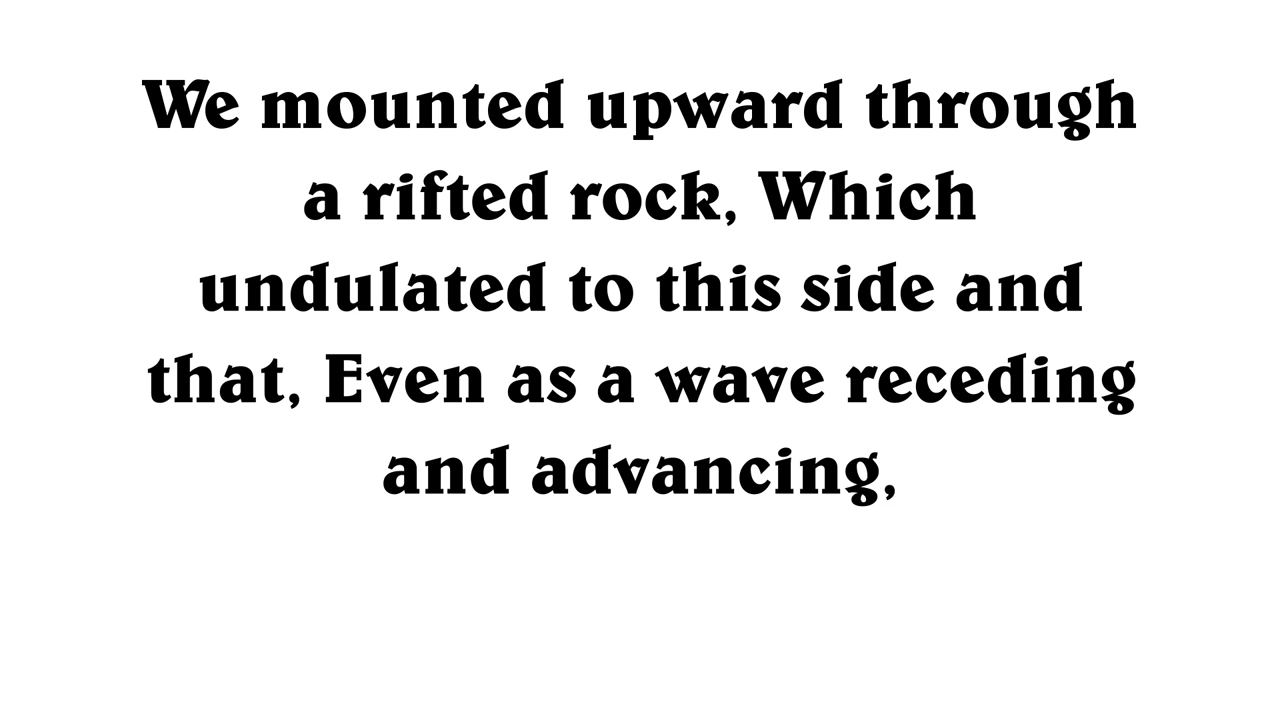 We mounted upward through
a rifted rock, Which
undulated to this side and
that, Even as a wave receding
and advancing,